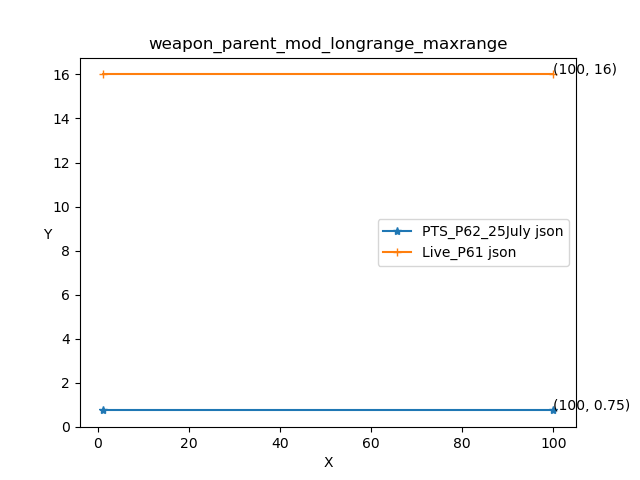 weapon_parent_mod_longrange_maxrange
16
14
12
10
8
6
4
2
0
Y
(100, 16)
PTS_P62_25July json
Live_P61 json
(100, 0.75)
0 20 40 60 80 100
X